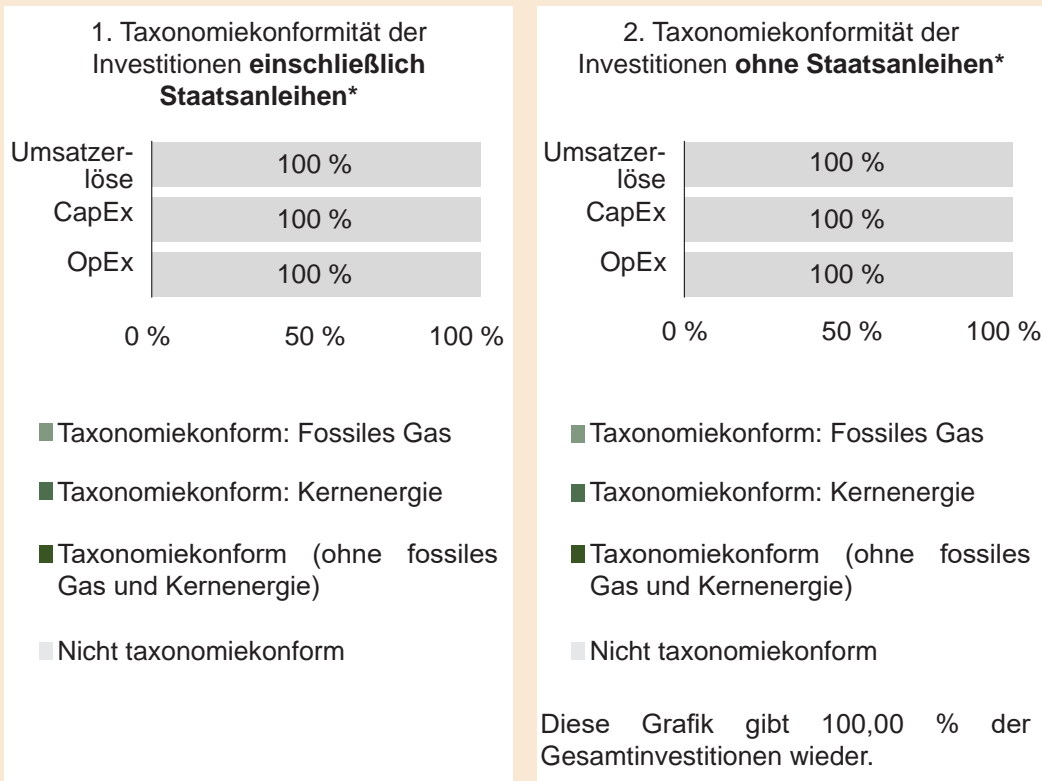 1. Taxonomiekonformität der
Investitionen einschließlich
Staatsanleihen*
Umsatzer-
löse
100 %
CapEx
100 %
OpEx
100 %
0 % 50 % 100 %
Taxonomiekonform: Fossiles Gas
Taxonomiekonform: Kernenergie
Taxonomiekonform (ohne fossiles
Gas und Kernenergie)
Nicht taxonomiekonform
2. Taxonomiekonformität der
Investitionen ohne Staatsanleihen*
Umsatzer-
löse
100 %
CapEx
100 %
OpEx
100 %
0 % 50 % 100 %
Taxonomiekonform: Fossiles Gas
Taxonomiekonform: Kernenergie
Taxonomiekonform (ohne fossiles
Gas und Kernenergie)
Nicht taxonomiekonform
Diese Grafik gibt 100,00 % der
Gesamtinvestitionen wieder.